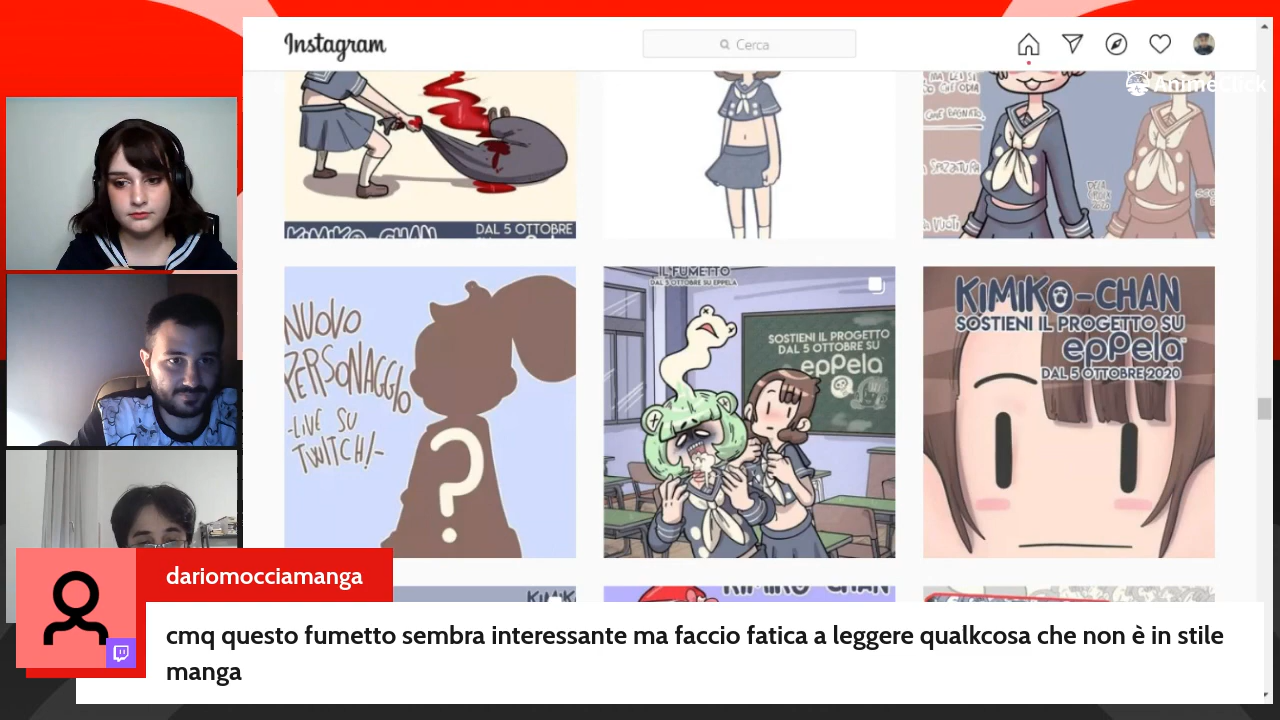 Instagram
Cerca
AnimeClick
KIMIKO-CHAN
DAL 5 OTTOBRE
NUOVO
PERSONAGGIO
-LIVE SU
TWITCH!-
IL FUMETTO
DAL 5 OTTOBRE SU EPPELA
SOSTIENI IL PROGETTO
DAL 5 OTTOBRE SU
epPela
KIMIKO-CHAN
SOSTIENI IL PROGETTO SU
epPela
DAL 5 OTTOBRE 2020
KIMIKO CHAN
dariomocciamanga
cmq questo fumetto sembra interessante ma faccio fatica a leggere qualkcosa che non è in stile
manga